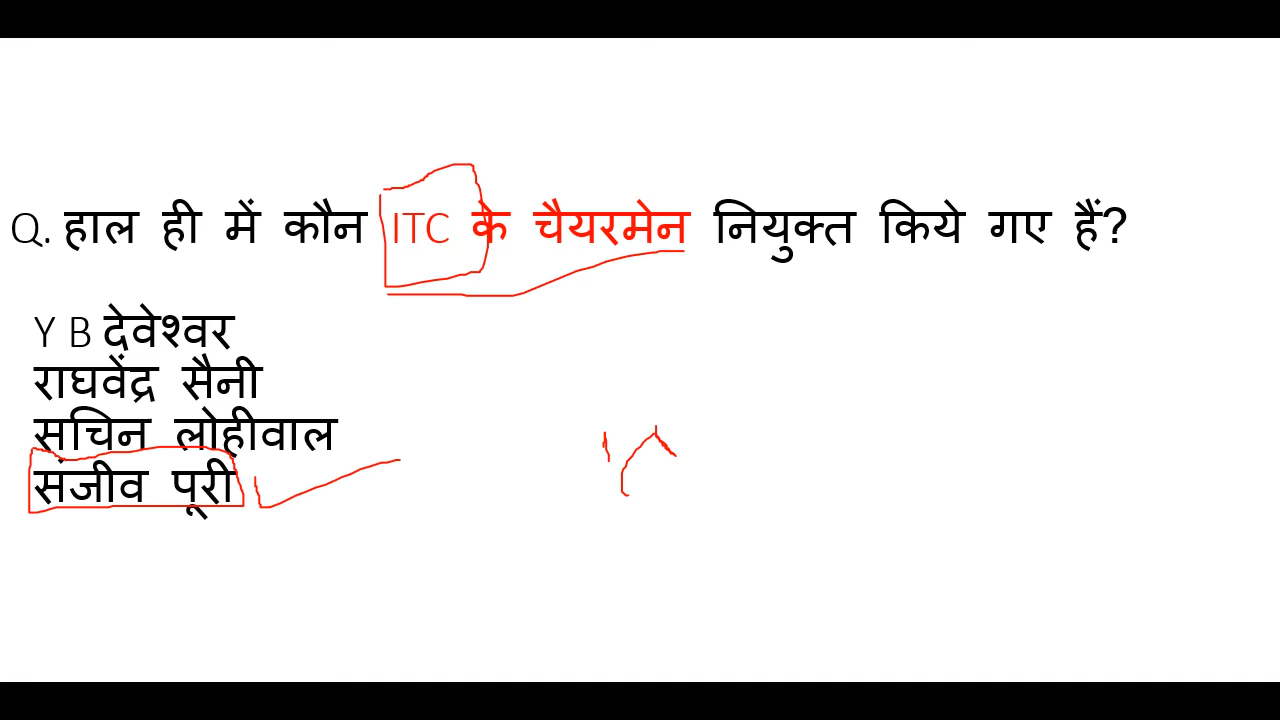 Q. हाल ही में कौन ITC के चैयरमेन नियुक्त किये गए हैं?
Y B देवेश्वर
राघवेंद्र सैनी
सचिन लोहीवाल
संजीव पूरी